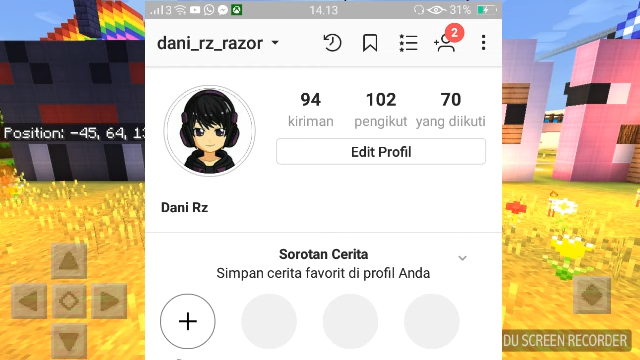 3 14.13 31%
dani_rz_razor 2
94 102 70
kiriman pengikut yang diikuti
Edit Profil
Position: -45, 64, 13
Dani Rz
Sorotan Cerita
Simpan cerita favorit di profil Anda
+
DU SCREEN RECORDER